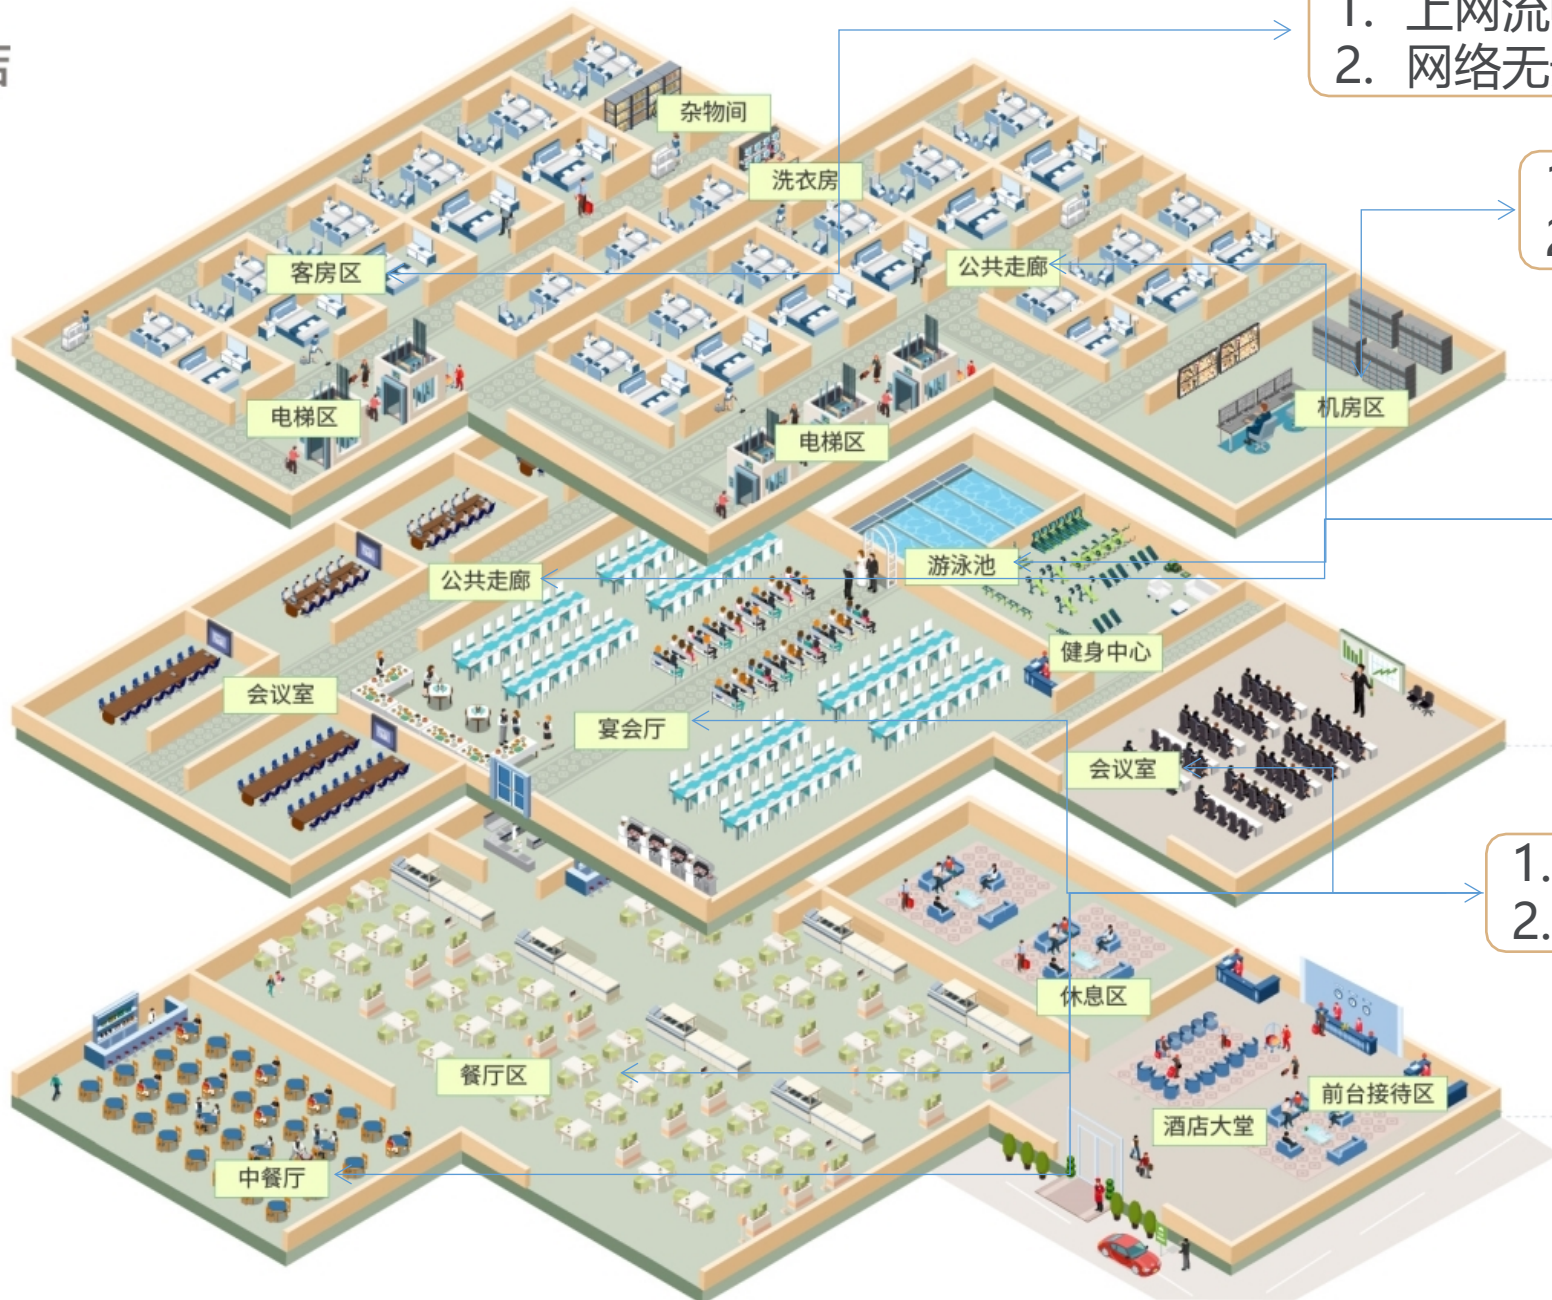 1. 上网流
2. 网络无
杂物间
洗衣房
客房区
公共走廊
机房区
电梯区
电梯区
公共走廊
游泳池
健身中心
会议室
宴会厅
会议室
1.
2.
休息区
餐厅区
前台接待区
酒店大堂
中餐厅